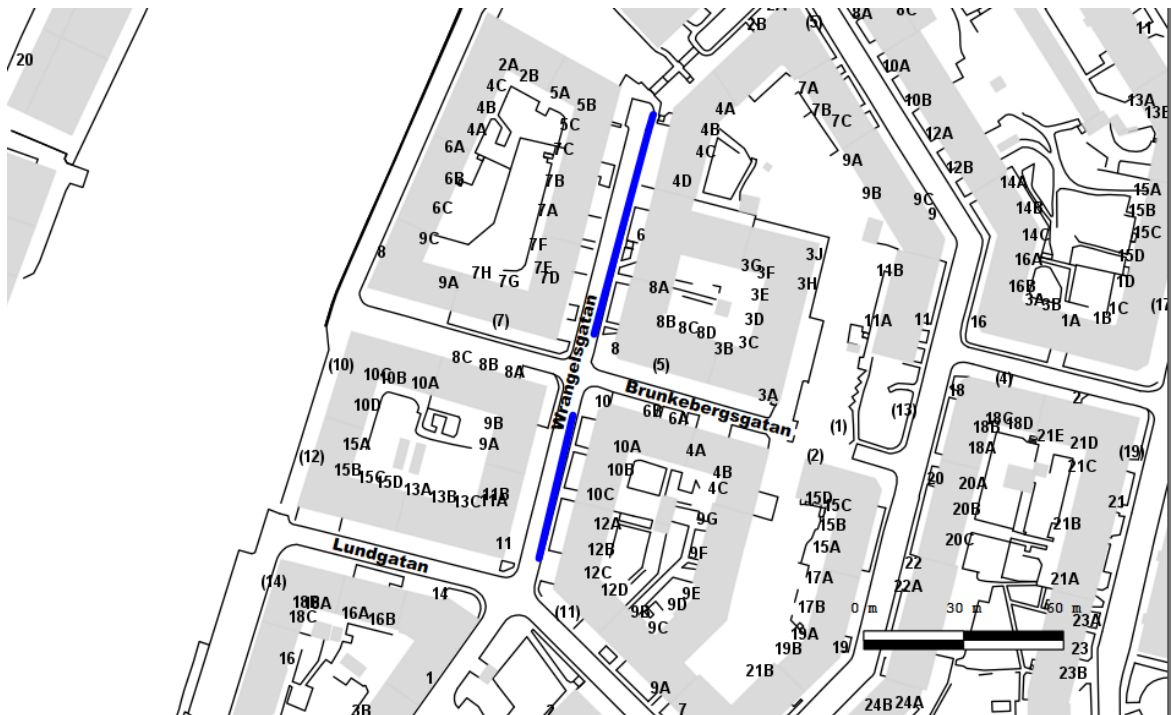 2A
8A
8C
2B
(5)
11
20
2A
2B
10A
4C
5A
7A
4B
5B
4A
7B
10B
13A
5C
7C
13B
4A
4B
12A
6A
7C
4C
9A
12B
6B
7B
4D
9B
14A
15A
6C
7A
9C
14B
15B
9
9C
7F
6
14C
15C
8
3J
15D
7H
7E
3G
3F
14B
16A
9A
7G
7D
8A
3E
3H
16B
1D
3A
3B
1C
(17
(7)
8B
8C
8D
3D
11A
11
16
1A
1B
8
3B
3C
Wrangelsgatan
(10)
8C
8B
8A
(5)
10C
10B
10A
Brunkebergsgatan
3A
18
(4)
2
10D
10
6B
6A
(13)
9B
(1)
18C
18B
18D
15A
9A
10A
4A
18A
21E
21D
(12)
(2)
(19)
15B
15C
15D
10B
4B
21C
13A
13B
13C
11B
11A
10C
4C
15D
15C
20
20A
21
12A
9G
15B
20B
21B
11
12B
9F
15A
20C
Lundgatan
12C
22
(14)
14
12D
17A
22A
21A
18B
18A
9E
18C
16A
16B
(11)
9B
9D
17B
0 m
30 m
60 m
23A
9C
19A
16
19B
19
23
1
9A
21B
23B
3B
2
7
24B
24A